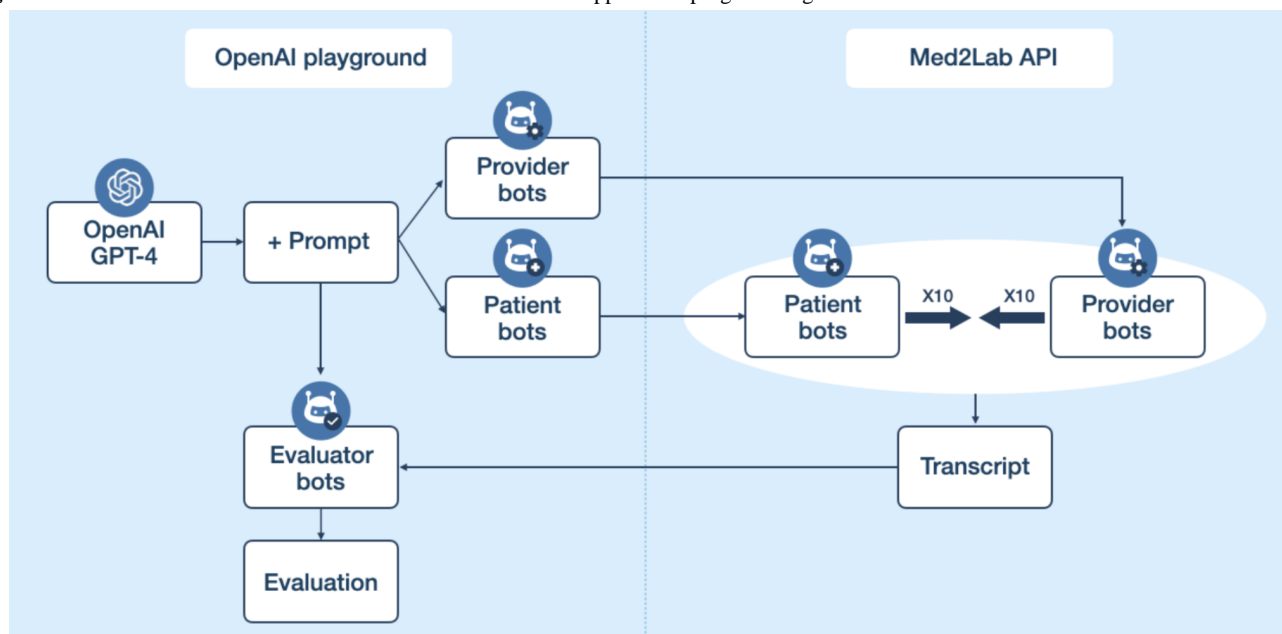 OpenAI playground
Med2Lab API
Provider
bots
OpenAI
GPT-4
+ Prompt
Patient
bots
Patient
bots
X10
X10
Provider
bots
Evaluator
bots
Transcript
Evaluation